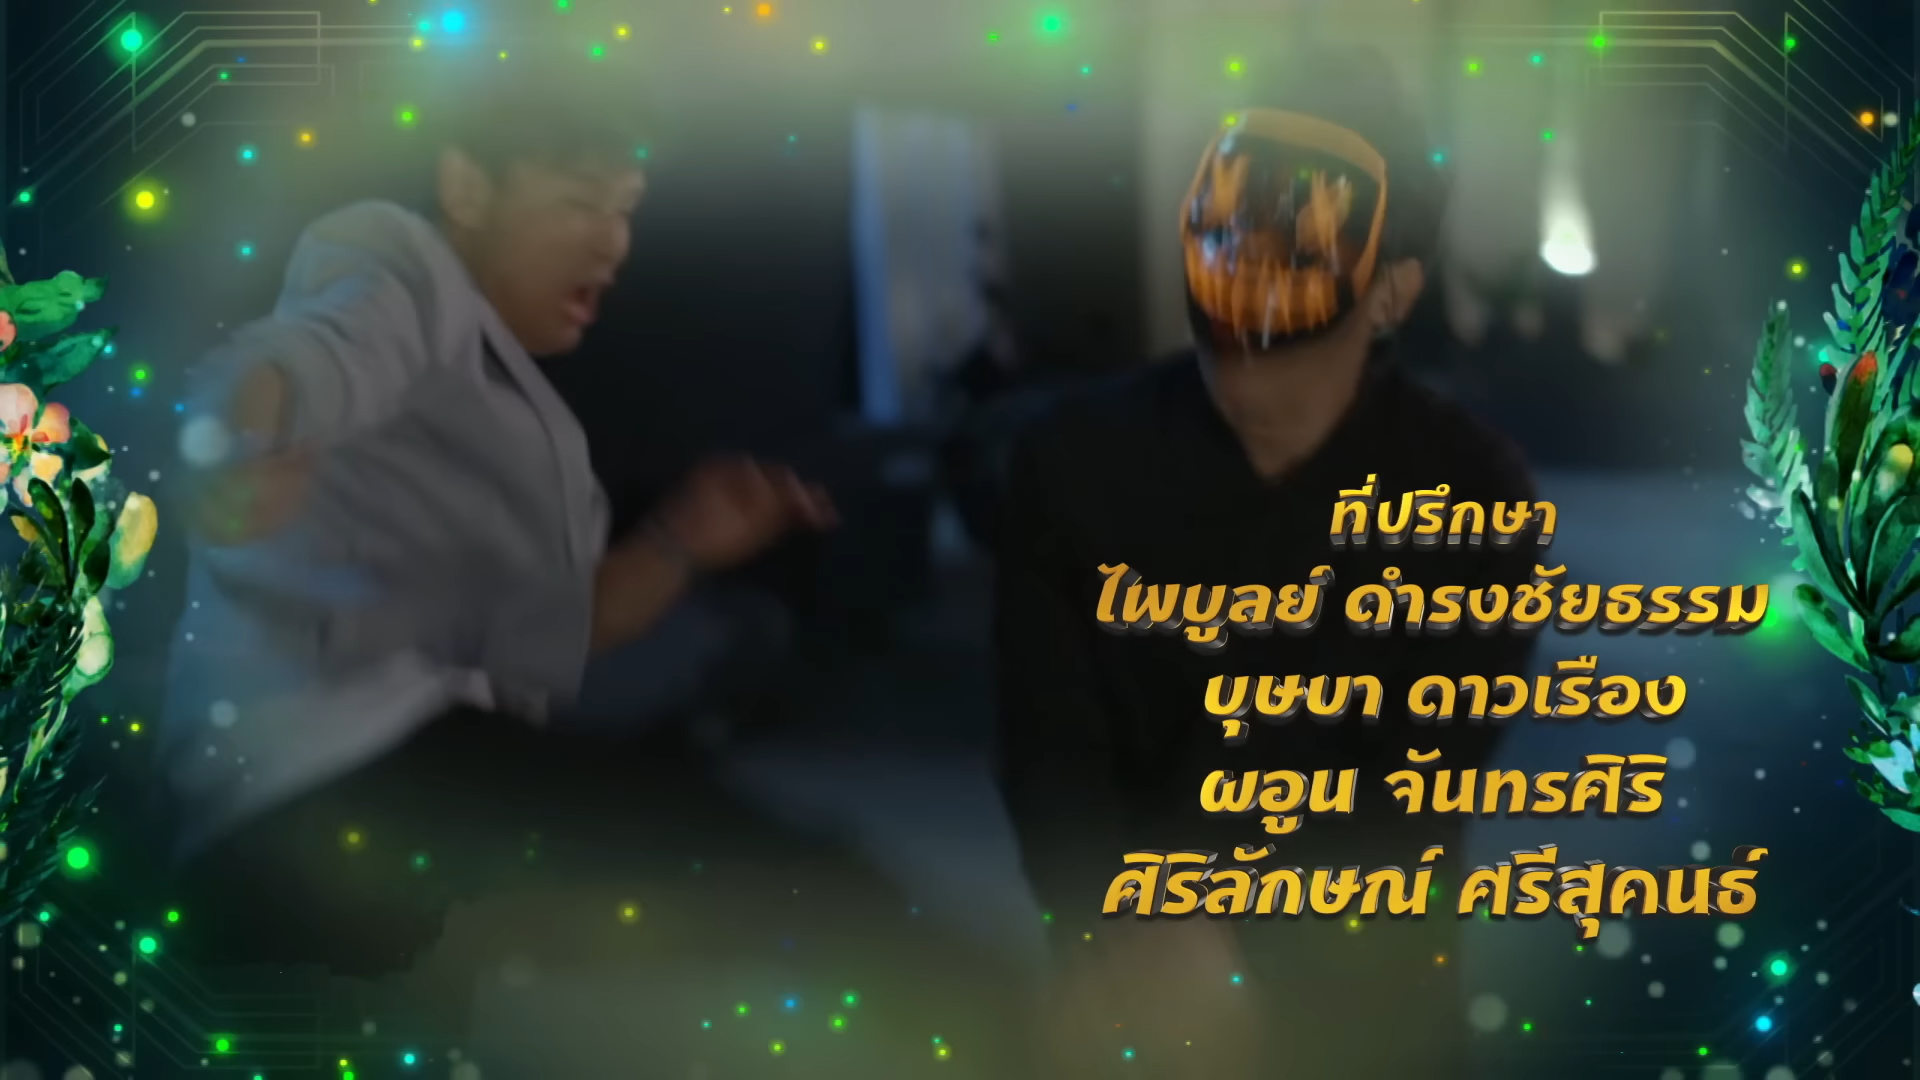 ที่ปรึกษา
ไพบูลย์ ดำรงชัยธรรม
บุษบา ดาวเรือง
ผอูน จันทรศิริ
ศิริลักษณ์ ศรีสุคนธ์